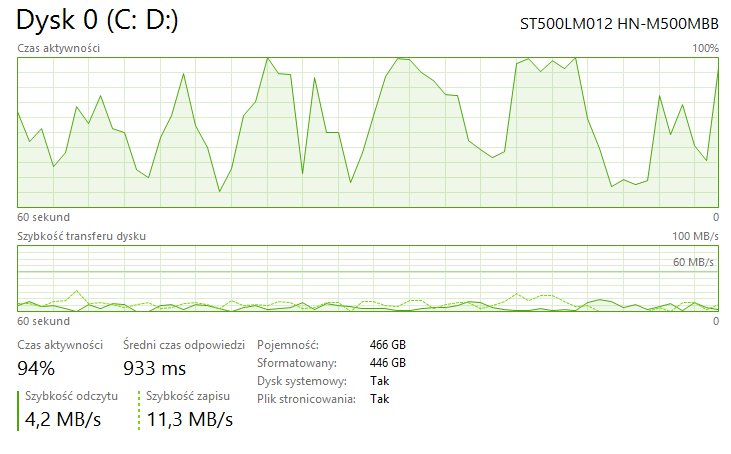 Dysk 0 (C: D:)
ST500LM012 HN-M500MBB
Czas aktywności 100%
60 sekund 0
Szybkość transferu dysku 100 MB/s
60 MB/s
60 sekund 0
Czas aktywności Średni czas odpowiedzi
94% 933 ms
Szybkość odczytu Szybkość zapisu
4,2 MB/s 11,3 MB/s
Pojemność: 466 GB
Sformatowany: 446 GB
Dysk systemowy: Tak
Plik stronicowania: Tak